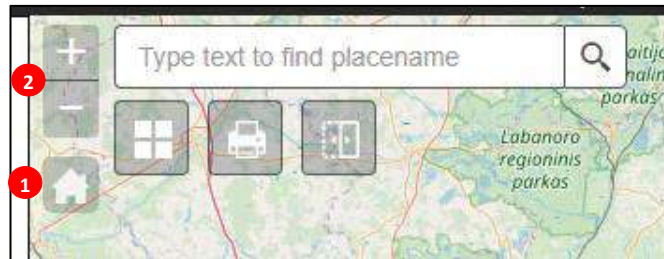 +
Type text to find placename
2
−
parkas
Labanoro
regioninis
parkas
1